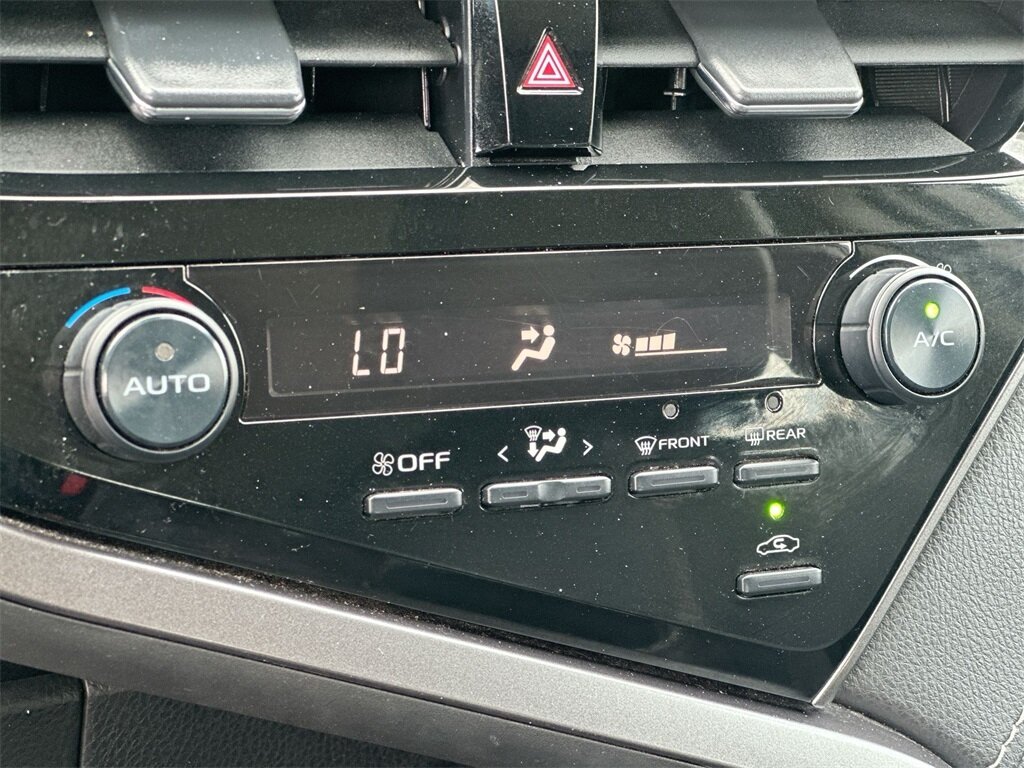 LO
AUTO
A/C
OFF
< >
FRONT
REAR